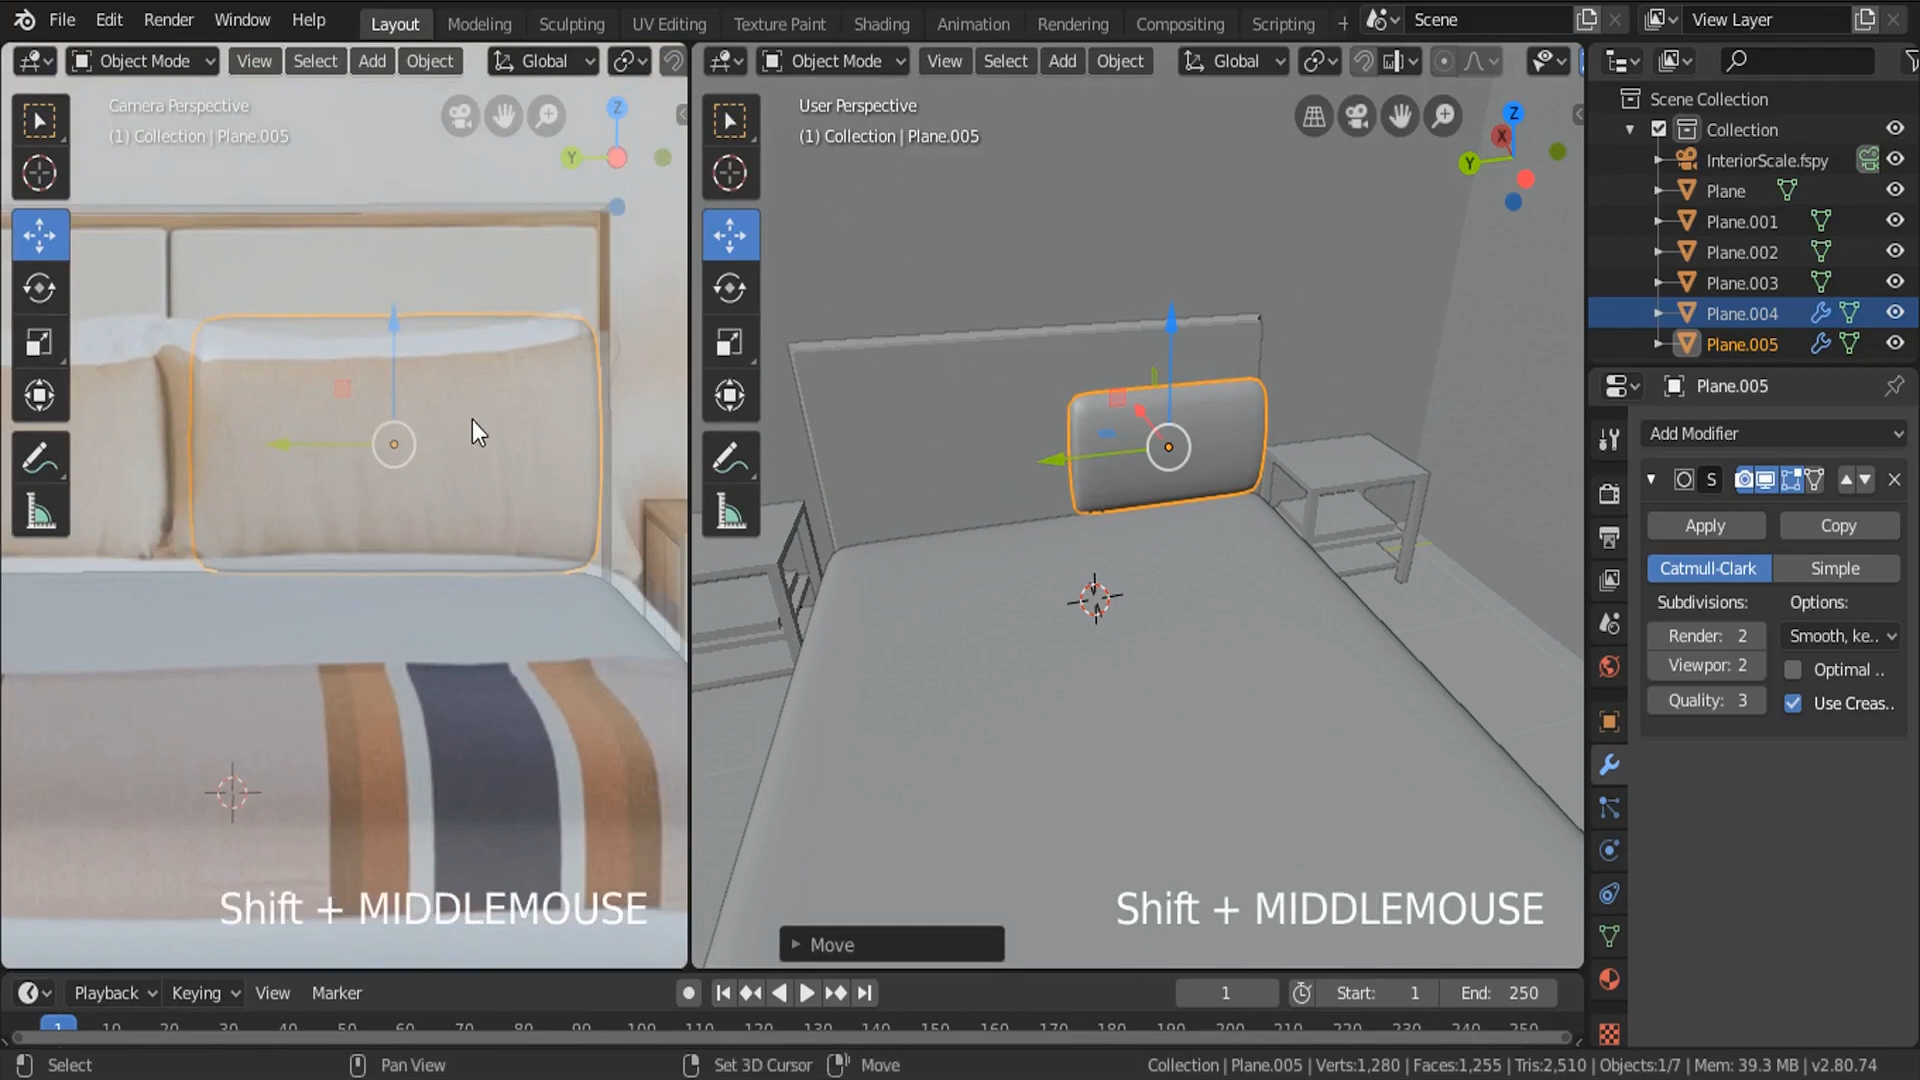 File Edit Render Window Help Layout Modeling Sculpting UV Editing Texture Paint Shading Animation Rendering Compositing Scripting + Scene View Layer
Object Mode View Select Add Object Global
Camera Perspective
(1) Collection | Plane.005
Z
Y
Shift + MIDDLEMOUSE
Object Mode View Select Add Object Global
User Perspective
(1) Collection | Plane.005
Z
X
Y
Shift + MIDDLEMOUSE
Move
Scene Collection
Collection
InteriorScale.fspy
Plane
Plane.001
Plane.002
Plane.003
Plane.004
Plane.005
Plane.005
Add Modifier
S
Apply Copy
Catmull-Clark Simple
Subdivisions: Options:
Render: 2 Smooth, ke..
Viewpor: 2 Optimal ..
Quality: 3 Use Creas..
Playback Keying View Marker 1 Start: 1 End: 250
1 10 20 30 40 50 60 70 80 90 100 110 120 130 140 150 160 170 180 190 200 210 220 230 240 250
Select Pan View Set 3D Cursor Move Collection | Plane.005 | Verts:1,280 | Faces:1,255 | Tris:2,510 | Objects:1/7 | Mem: 39.3 MB | v2.80.74